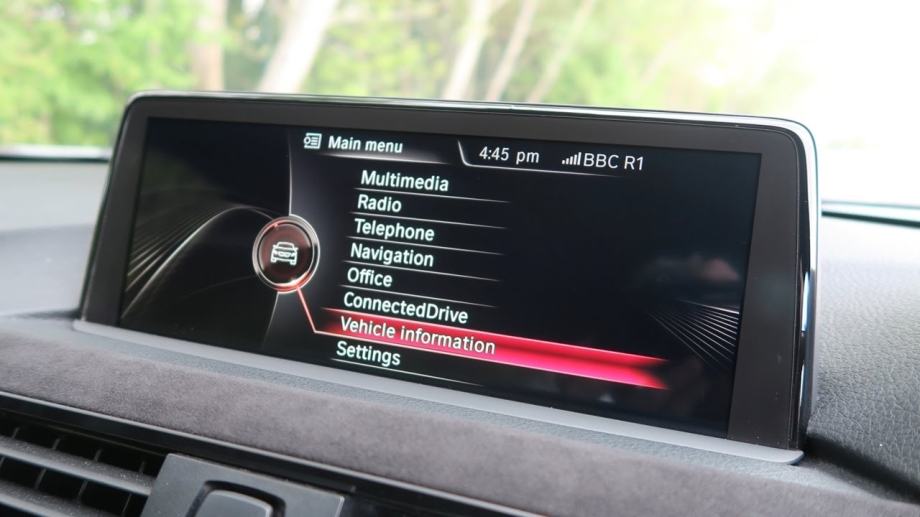 Main menu
4:45 pm
BBC R1
Multimedia
Radio
Telephone
Navigation
Office
ConnectedDrive
Vehicle information
Settings